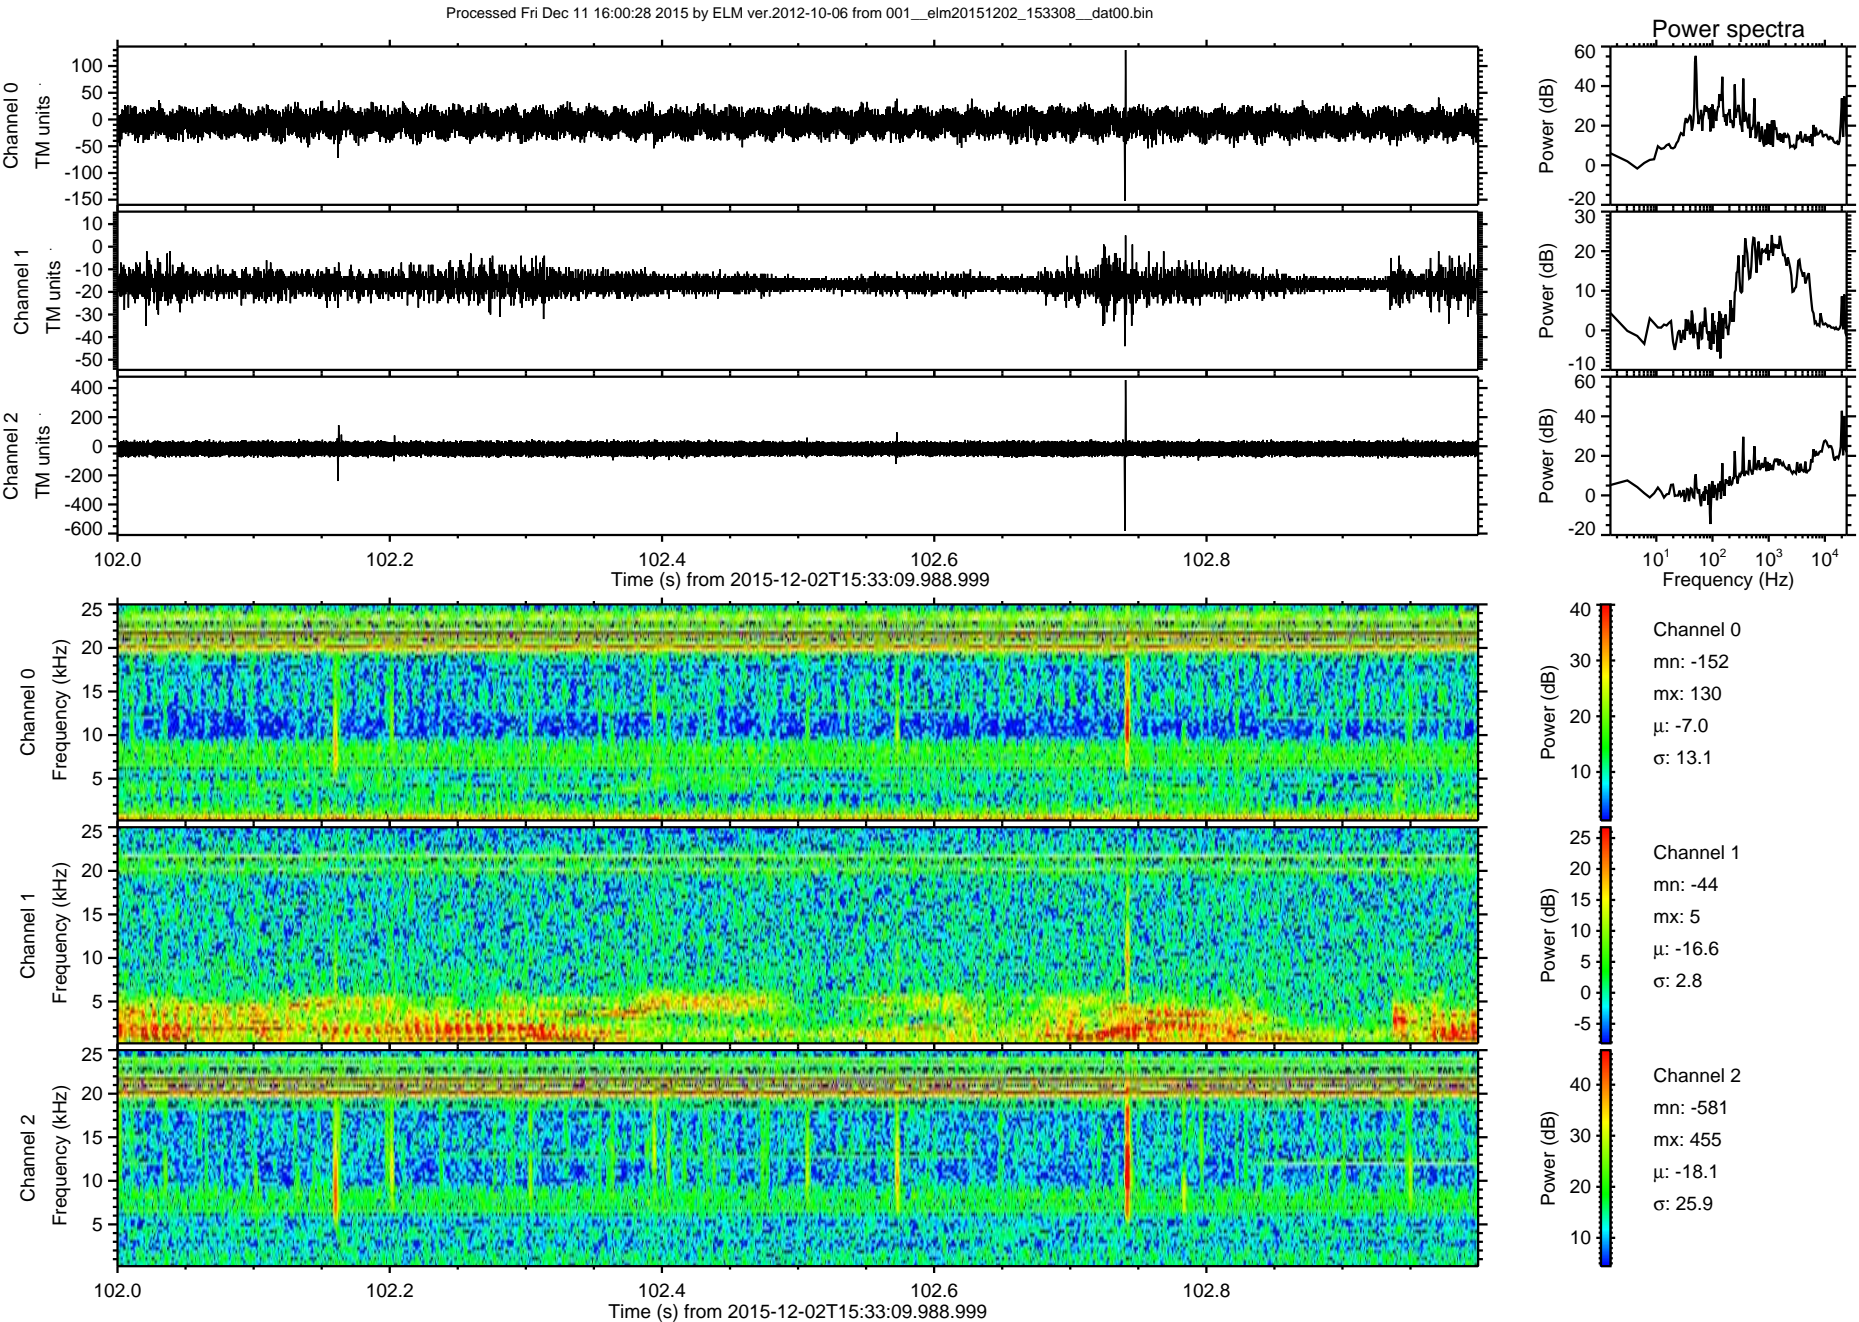 Processed Fri Dec 11 16:00:28 2015 by ELM ver.2012-10-06 from 001__elm20151202_153308__dat00.bin
Power spectra
Channel 0
TM units
100
50
0
-50
-100
-150
Power (dB)
60
40
20
0
-20
Channel 1
TM units
10
0
-10
-20
-30
-40
-50
Power (dB)
30
20
10
0
-10
Channel 2
TM units
400
200
0
-200
-400
-600
Power (dB)
60
40
20
0
-20
102.0 102.2 102.4 102.6 102.8
Time (s) from 2015-12-02T15:33:09.988.999
10^1 10^2 10^3 10^4
Frequency (Hz)
Channel 0
Frequency (kHz)
25
20
15
10
5
Power (dB)
40
30
20
10
Channel 0
mn: -152
mx: 130
μ: -7.0
σ: 13.1
Channel 1
Frequency (kHz)
25
20
15
10
5
Power (dB)
25
20
15
10
5
0
-5
Channel 1
mn: -44
mx: 5
μ: -16.6
σ: 2.8
Channel 2
Frequency (kHz)
25
20
15
10
5
Power (dB)
40
30
20
10
Channel 2
mn: -581
mx: 455
μ: -18.1
σ: 25.9
102.0 102.2 102.4 102.6 102.8
Time (s) from 2015-12-02T15:33:09.988.999